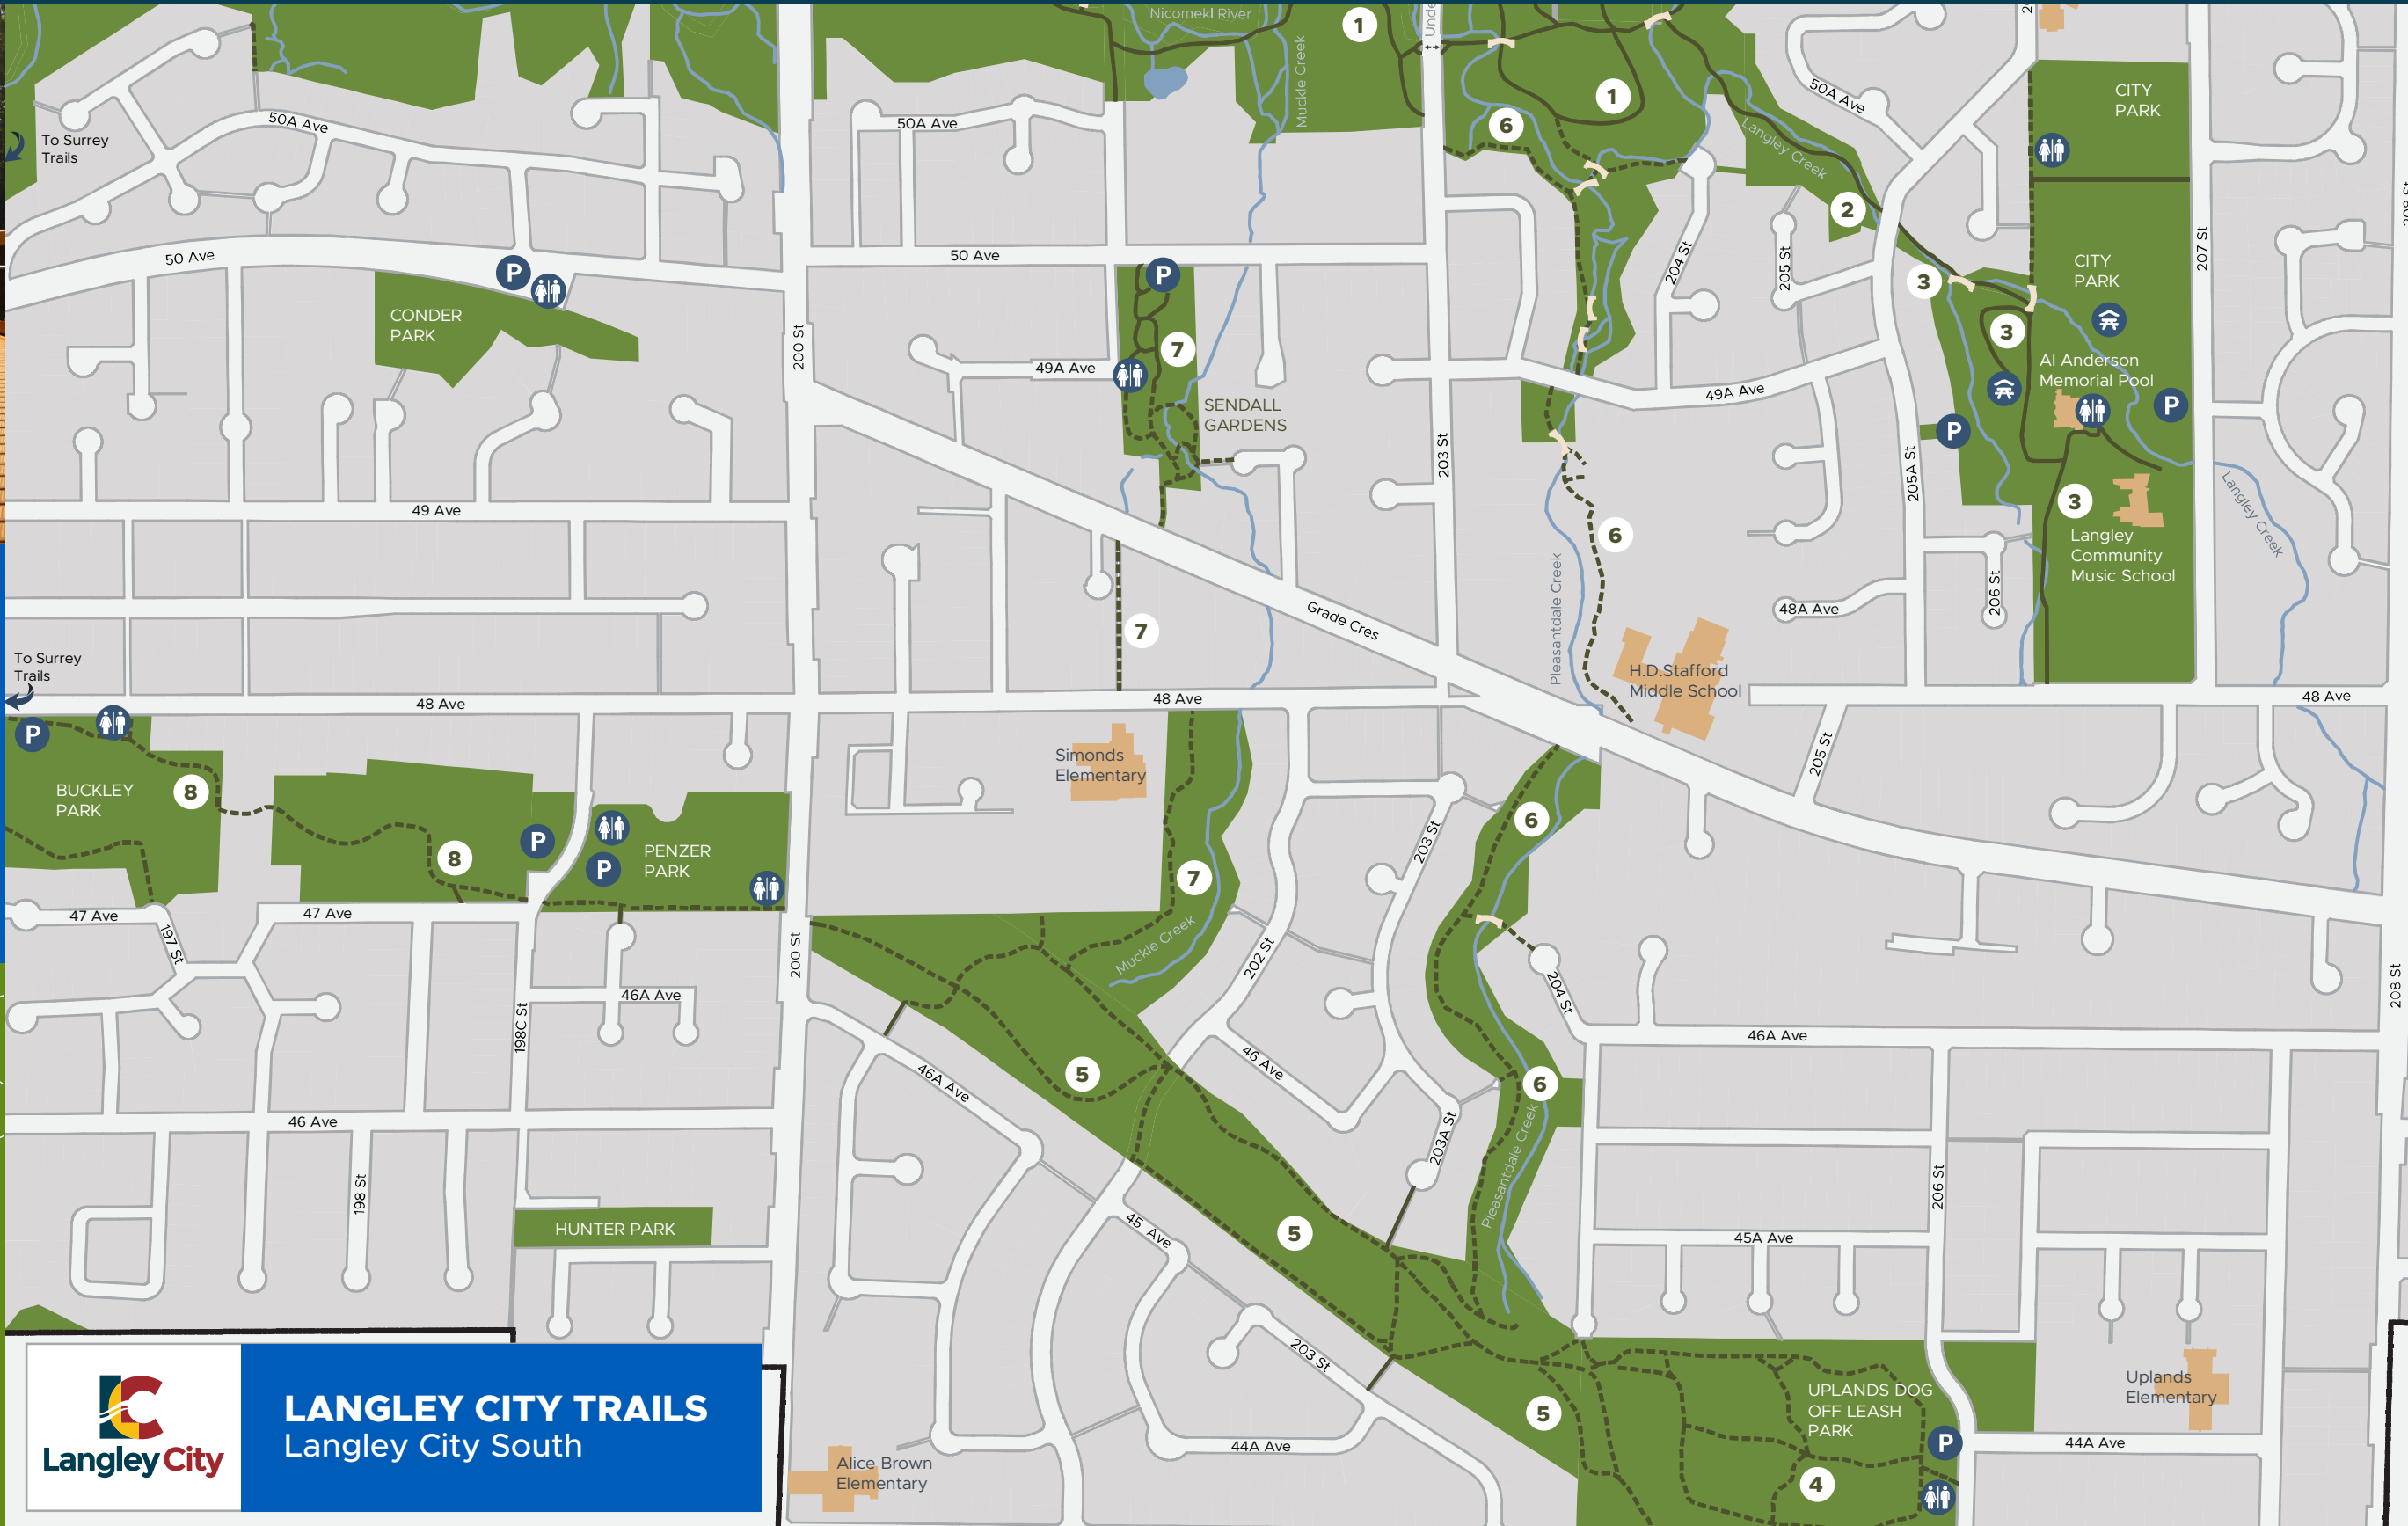 Nicomekl River
1
Unde
20
Muckle Creek
1
50A Ave
CITY
PARK
To Surrey
Trails
50A Ave
50A Ave
6
Langley Creek
2
208 St
50 Ave
50 Ave
204 St
205 St
207 St
P
P
3
CITY
PARK
CONDER
PARK
200 St
7
3
49A Ave
Al Anderson
Memorial Pool
49A Ave
SENDALL
GARDENS
P
P
203 St
205A St
49 Ave
3
Langley Creek
6
Langley
Community
Music School
Pleasantdale Creek
206 St
48A Ave
Grade Cres
7
To Surrey
Trails
H.D.Stafford
Middle School
48 Ave
48 Ave
48 Ave
P
Simonds
Elementary
205 St
BUCKLEY
PARK
8
6
P
8
P
PENZER
PARK
203 St
7
47 Ave
47 Ave
197 St
200 St
Muckle Creek
202 St
204 St
208 St
46A Ave
198C St
46A Ave
5
46A Ave
46 Ave
6
46 Ave
203A St
Pleasantdale Creek
198 St
206 St
HUNTER PARK
45 Ave
5
45A Ave
203 St
LANGLEY CITY TRAILS
Langley City South
LC
Langley City
Uplands
Elementary
UPLANDS DOG
OFF LEASH
PARK
5
P
44A Ave
44A Ave
Alice Brown
Elementary
4